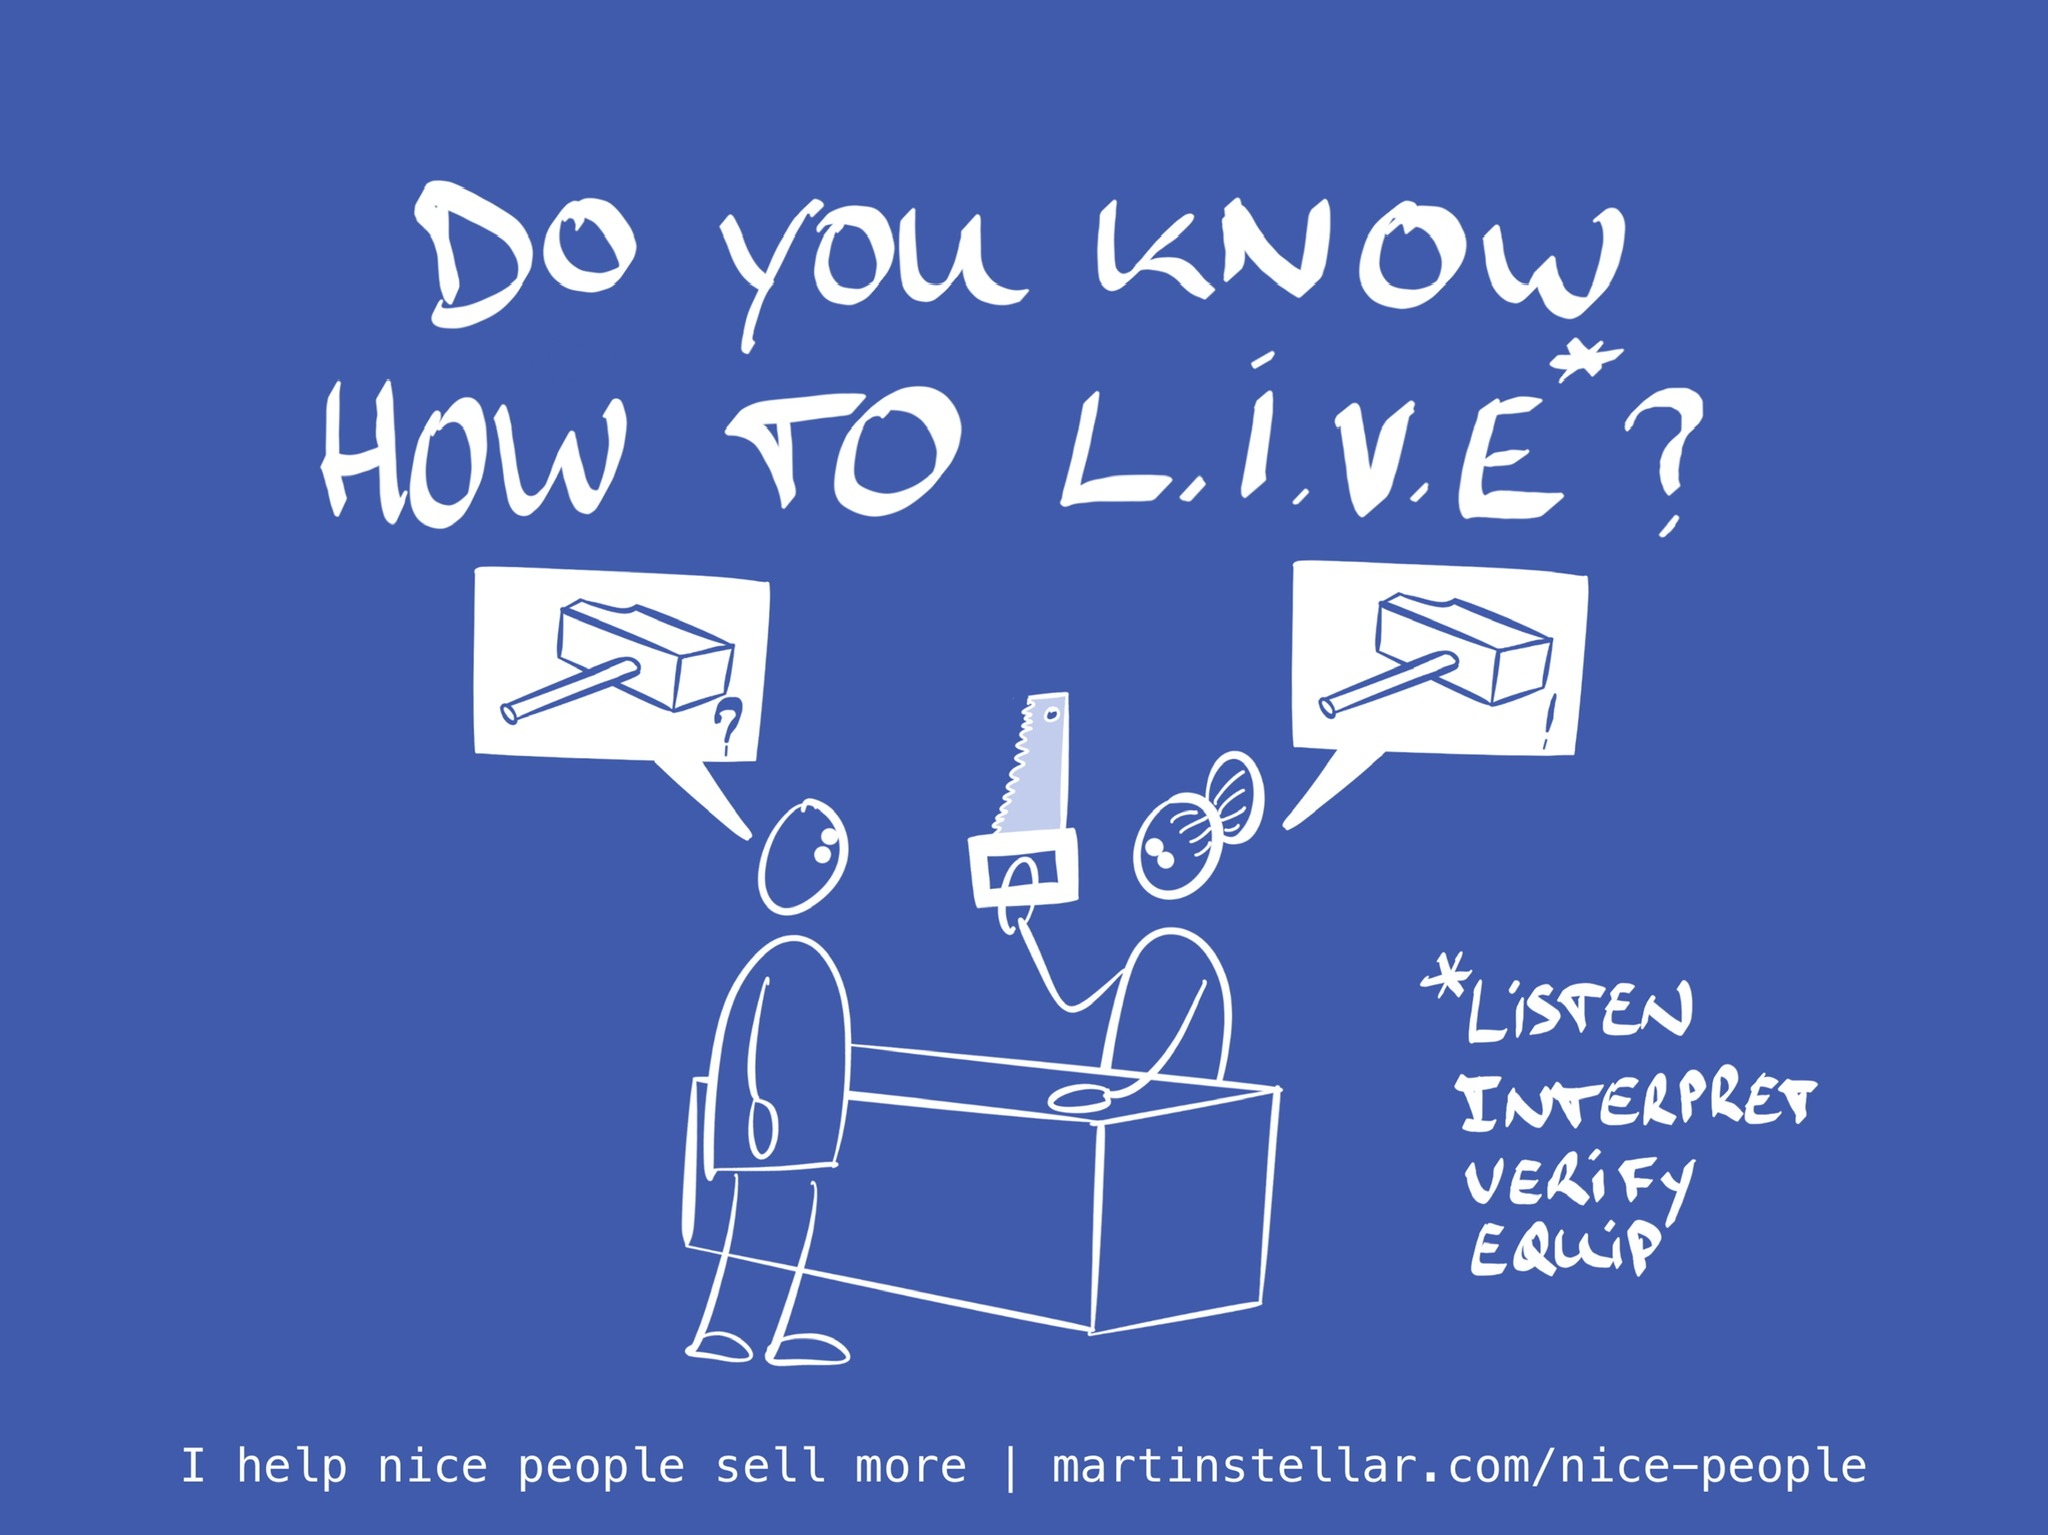 DO YOU KNOW
HOW TO L.i.V.E*?
?
!
*LiSTEN
INTERPRET
VERiFY
EQUiP
I help nice people sell more | martinstellar.com/nice-people